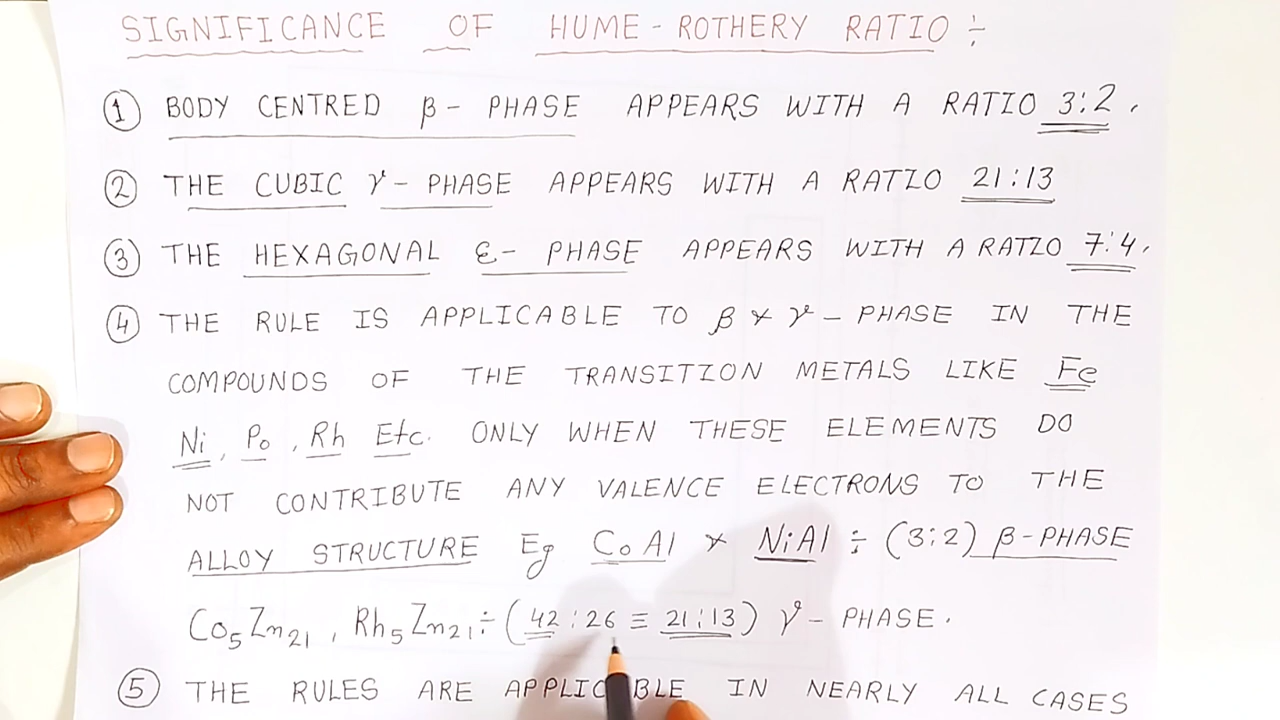 SIGNIFICANCE OF HUME-ROTHERY RATIO ÷
① BODY CENTRED β- PHASE APPEARS WITH A RATIO 3:2.
② THE CUBIC γ- PHASE APPEARS WITH A RATIO 21:13
③ THE HEXAGONAL ε- PHASE APPEARS WITH A RATIO 7:4.
④ THE RULE IS APPLICABLE TO β & γ- PHASE IN THE
COMPOUNDS OF THE TRANSITION METALS LIKE Fe
Ni, Po, Rh Etc. ONLY WHEN THESE ELEMENTS DO
NOT CONTRIBUTE ANY VALENCE ELECTRONS TO THE
ALLOY STRUCTURE Eg CoAl & NiAl ÷ (3:2) β-PHASE
Co5Zn21, Rh5Zn21 ÷ (42:26 ≡ 21:13) γ- PHASE.
⑤ THE RULES ARE APPLICABLE IN NEARLY ALL CASES